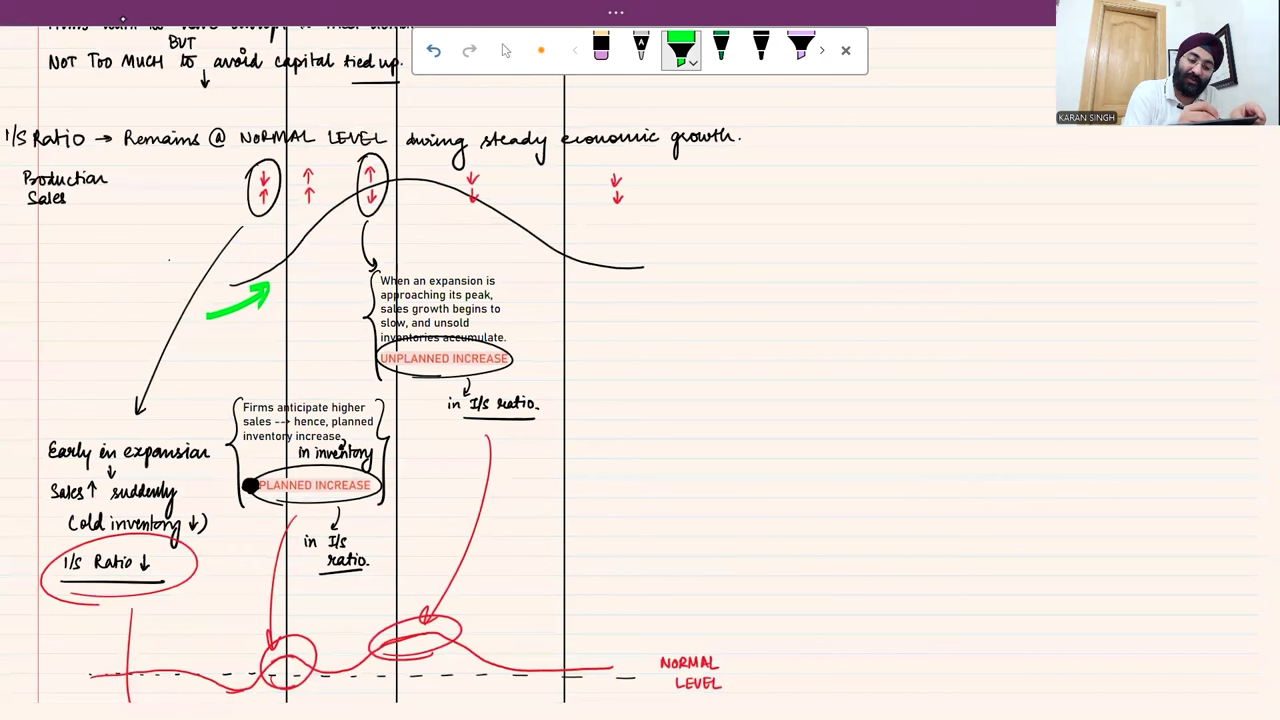 BUT
NOT TOO MUCH to avoid capital tied up.
I/S RATIO → Remains @ NORMAL LEVEL during steady economic growth.
Production ↓ ↑ ↑ ↓ ↓
Sales ↑ ↑ ↓ ↓ ↓
When an expansion is
approaching its peak,
sales growth begins to
slow, and unsold
inventories accumulate.
UNPLANNED INCREASE
in I/S ratio.
Firms anticipate higher
sales --> hence, planned
inventory increase.
in inventory
PLANNED INCREASE
in I/S
ratio.
Early in expansion
↓
Sales ↑ suddenly
(old inventory ↓)
I/S Ratio ↓
NORMAL
LEVEL
KARAN SINGH